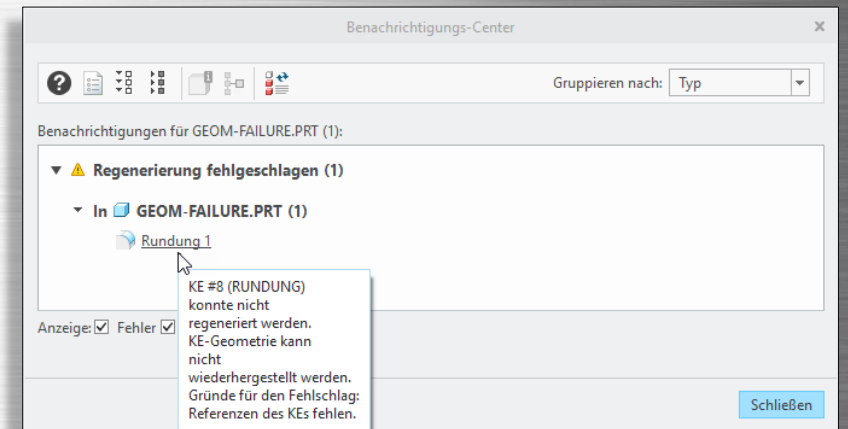 Benachrichtigungs-Center
Gruppieren nach: Typ
Benachrichtigungen für GEOM-FAILURE.PRT (1):
Regenerierung fehlgeschlagen (1)
In GEOM-FAILURE.PRT (1)
Rundung 1
KE #8 (RUNDUNG)
konnte nicht
regeneriert werden.
KE-Geometrie kann
nicht
wiederhergestellt werden.
Gründe für den Fehlschlag:
Referenzen des KEs fehlen.
Anzeige: Fehler
Schließen